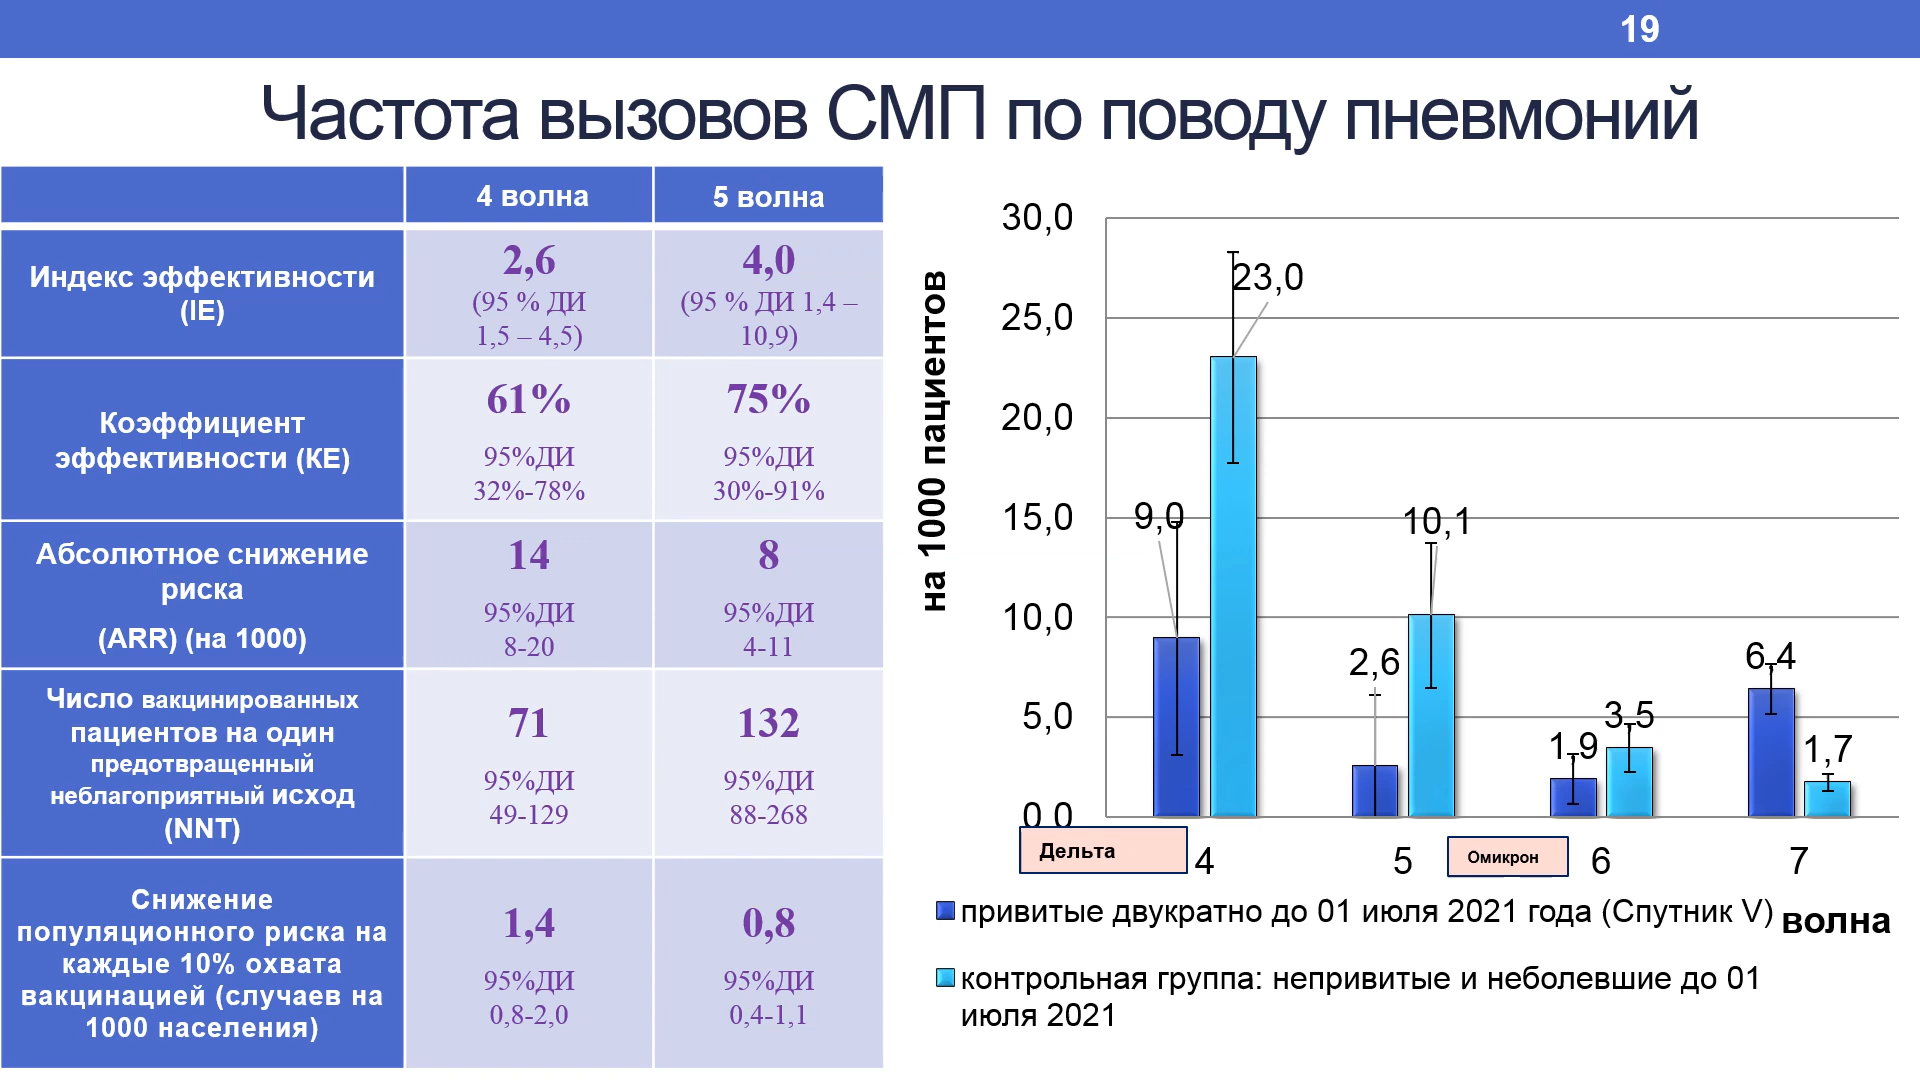 19
Частота вызовов СМП по поводу пневмоний
4 волна
5 волна
Индекс эффективности
(IE)
2,6
(95 % ДИ
1,5 – 4,5)
4,0
(95 % ДИ 1,4 –
10,9)
Коэффициент
эффективности (КЕ)
61%
95%ДИ
32%-78%
75%
95%ДИ
30%-91%
Абсолютное снижение
риска
(ARR) (на 1000)
14
95%ДИ
8-20
8
95%ДИ
4-11
Число вакцинированных
пациентов на один
предотвращенный
неблагоприятный исход
(NNT)
71
95%ДИ
49-129
132
95%ДИ
88-268
Снижение
популяционного риска на
каждые 10% охвата
вакцинацией (случаев на
1000 населения)
1,4
95%ДИ
0,8-2,0
0,8
95%ДИ
0,4-1,1
на 1000 пациентов
30,0
25,0
20,0
15,0
10,0
5,0
0,0
9,0
23,0
2,6
10,1
1,9
3,5
6,4
1,7
Дельта
4
5
Омикрон
6
7
привитые двукратно до 01 июля 2021 года (Спутник V)
волна
контрольная группа: непривитые и неболевшие до 01
июля 2021